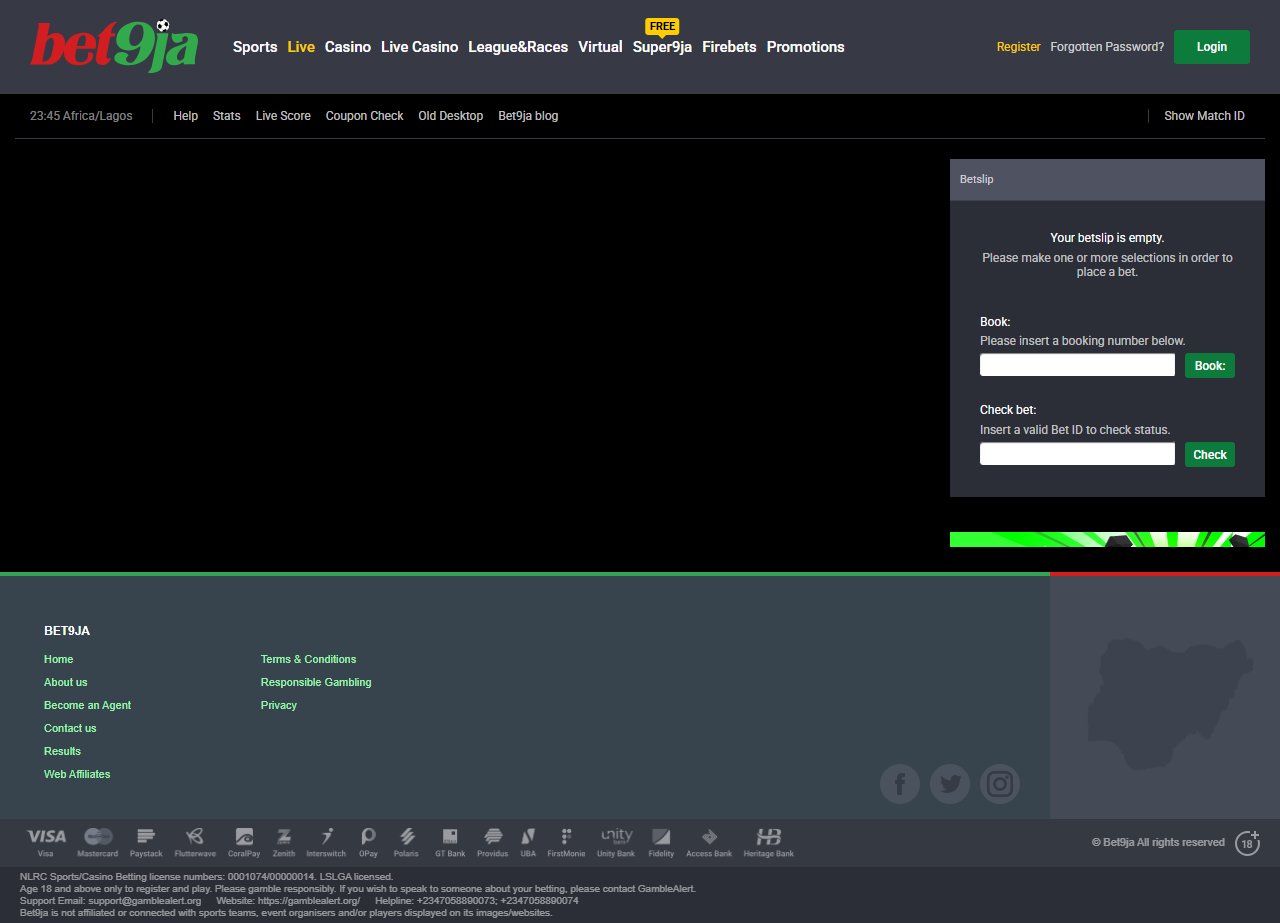 bet9ja
FREE
Sports Live Casino Live Casino League&Races Virtual Super9ja Firebets Promotions
Register Forgotten Password? Login
23:45 Africa/Lagos Help Stats Live Score Coupon Check Old Desktop Bet9ja blog Show Match ID
Betslip
Your betslip is empty.
Please make one or more selections in order to
place a bet.
Book:
Please insert a booking number below.
Book:
Check bet:
Insert a valid Bet ID to check status.
Check
BET9JA
Home Terms & Conditions
About us Responsible Gambling
Become an Agent Privacy
Contact us
Results
Web Affiliates
VISA MasterCard unity bank HB
Visa Mastercard Paystack Flutterwave CoralPay Zenith Interswitch OPay Polaris GT Bank Providus UBA FirstMonie Unity Bank Fidelity Access Bank Heritage Bank
© Bet9ja All rights reserved 18+
NLRC Sports/Casino Betting license numbers: 0001074/00000014. LSLGA licensed.
Age 18 and above only to register and play. Please gamble responsibly. If you wish to speak to someone about your betting, please contact GambleAlert.
Support Email: support@gamblealert.org Website: https://gamblealert.org/ Helpline: +2347058890073; +2347058890074
Bet9ja is not affiliated or connected with sports teams, event organisers and/or players displayed on its images/websites.